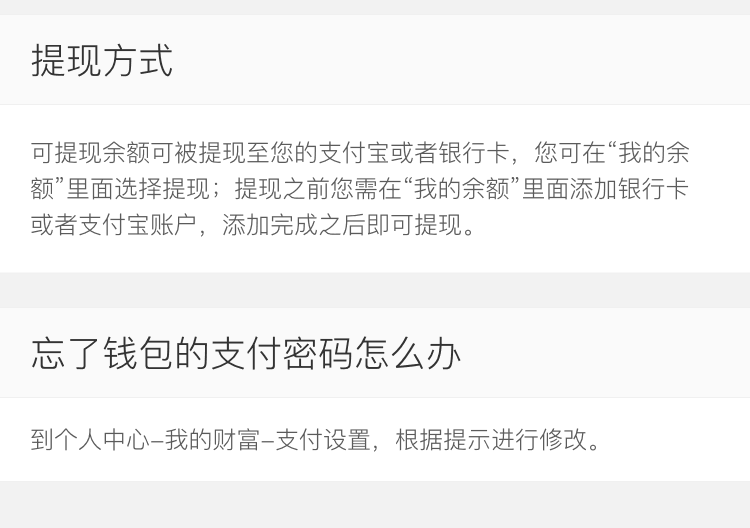 提现方式
可提现余额可被提现至您的支付宝或者银行卡，您可在“我的余
额”里面选择提现；提现之前您需在“我的余额”里面添加银行卡
或者支付宝账户，添加完成之后即可提现。
忘了钱包的支付密码怎么办
到个人中心–我的财富–支付设置，根据提示进行修改。